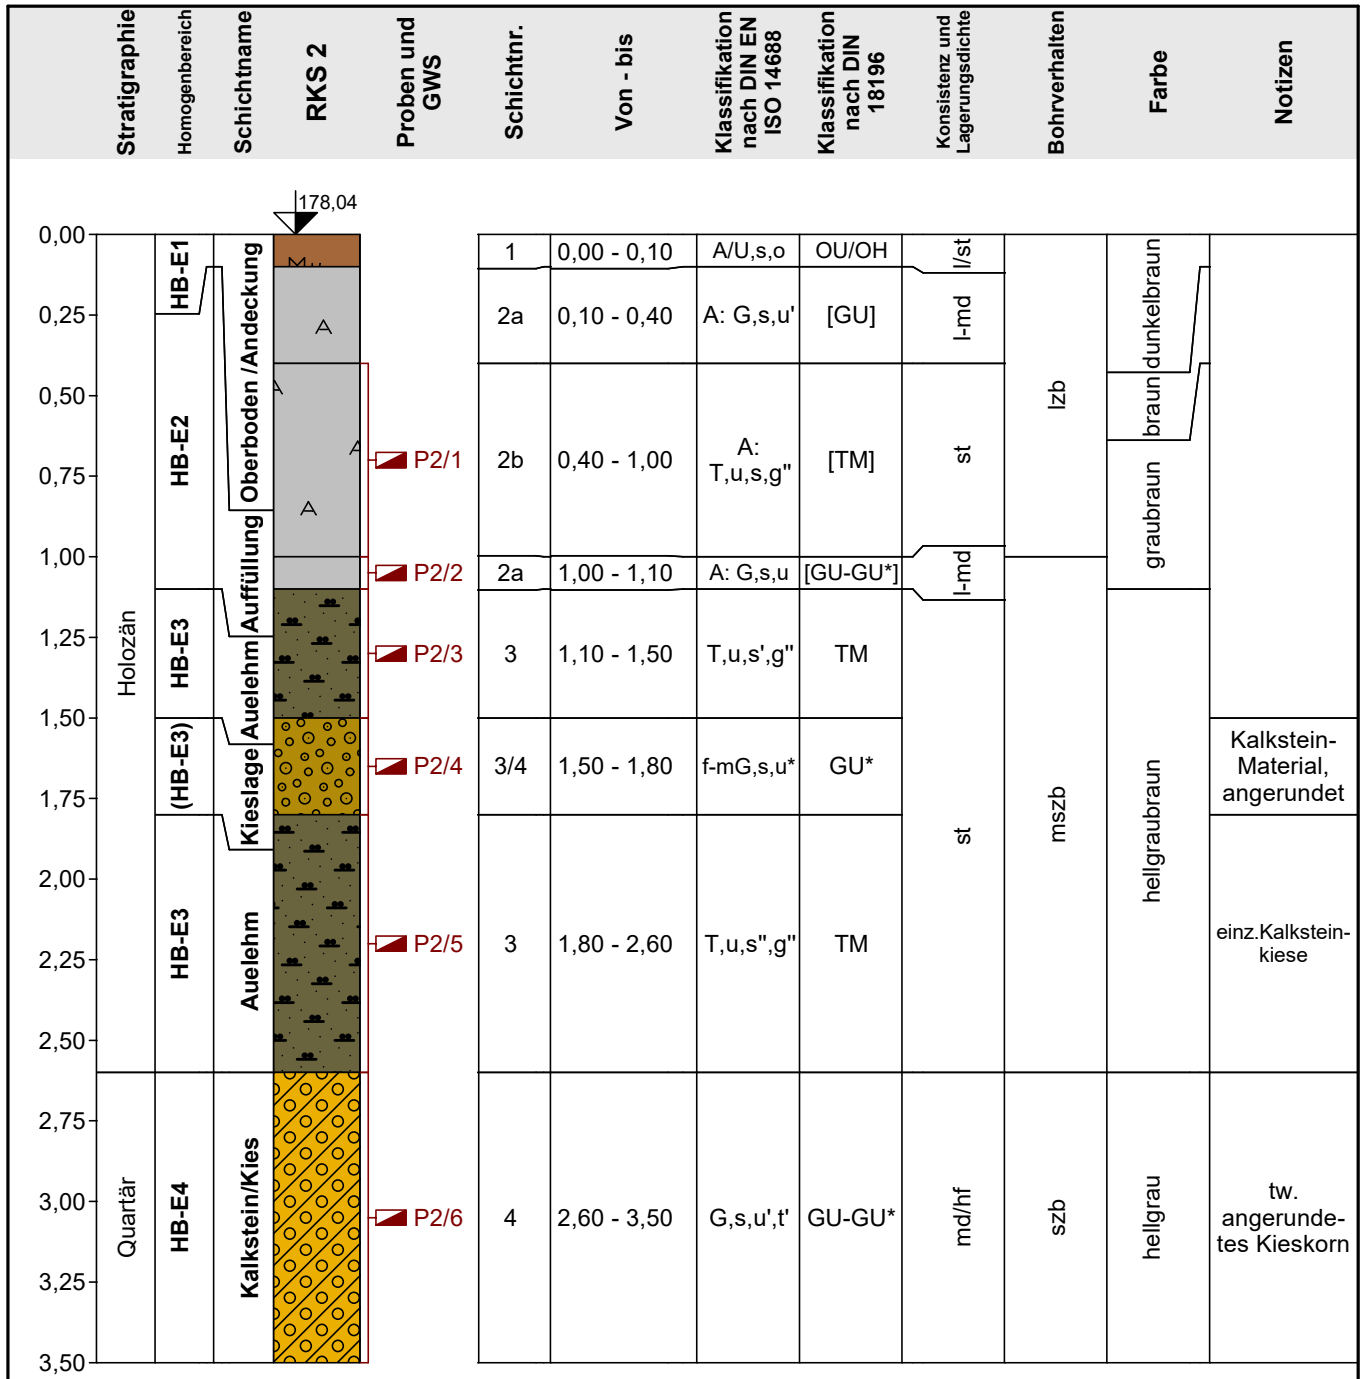 Stratigraphie
Homogenbereich
Schichtname
RKS 2
Proben und
GWS
Schichtnr.
Von - bis
Klassifikation
nach DIN EN
ISO 14688
Klassifikation
nach DIN
18196
Konsistenz und
Lagerungsdichte
Bohrverhalten
Farbe
Notizen
178,04
0,00
0,25
0,50
0,75
1,00
1,25
1,50
1,75
2,00
2,25
2,50
2,75
3,00
3,25
3,50
Holozän
Quartär
HB-E1
HB-E2
HB-E3
(HB-E3)
HB-E3
HB-E4
Oberboden /Andeckung
Auffüllung
Auelehm
Kieslage
Auelehm
Kalkstein/Kies
Mu
A
A
A
A
P2/1
P2/2
P2/3
P2/4
P2/5
P2/6
1
0,00 - 0,10
A/U,s,o
OU/OH
l/st
2a
0,10 - 0,40
A: G,s,u'
[GU]
l-md
2b
0,40 - 1,00
A:
T,u,s,g''
[TM]
st
2a
1,00 - 1,10
A: G,s,u
[GU-GU*]
l-md
3
1,10 - 1,50
T,u,s',g''
TM
3/4
1,50 - 1,80
f-mG,s,u*
GU*
st
3
1,80 - 2,60
T,u,s'',g''
TM
4
2,60 - 3,50
G,s,u',t'
GU-GU*
md/hf
lzb
mszb
szb
dunkelbraun
braun
graubraun
hellgraubraun
hellgrau
Kalkstein-
Material,
angerundet
einz.Kalkstein-
kiese
tw.
angerunde-
tes Kieskorn